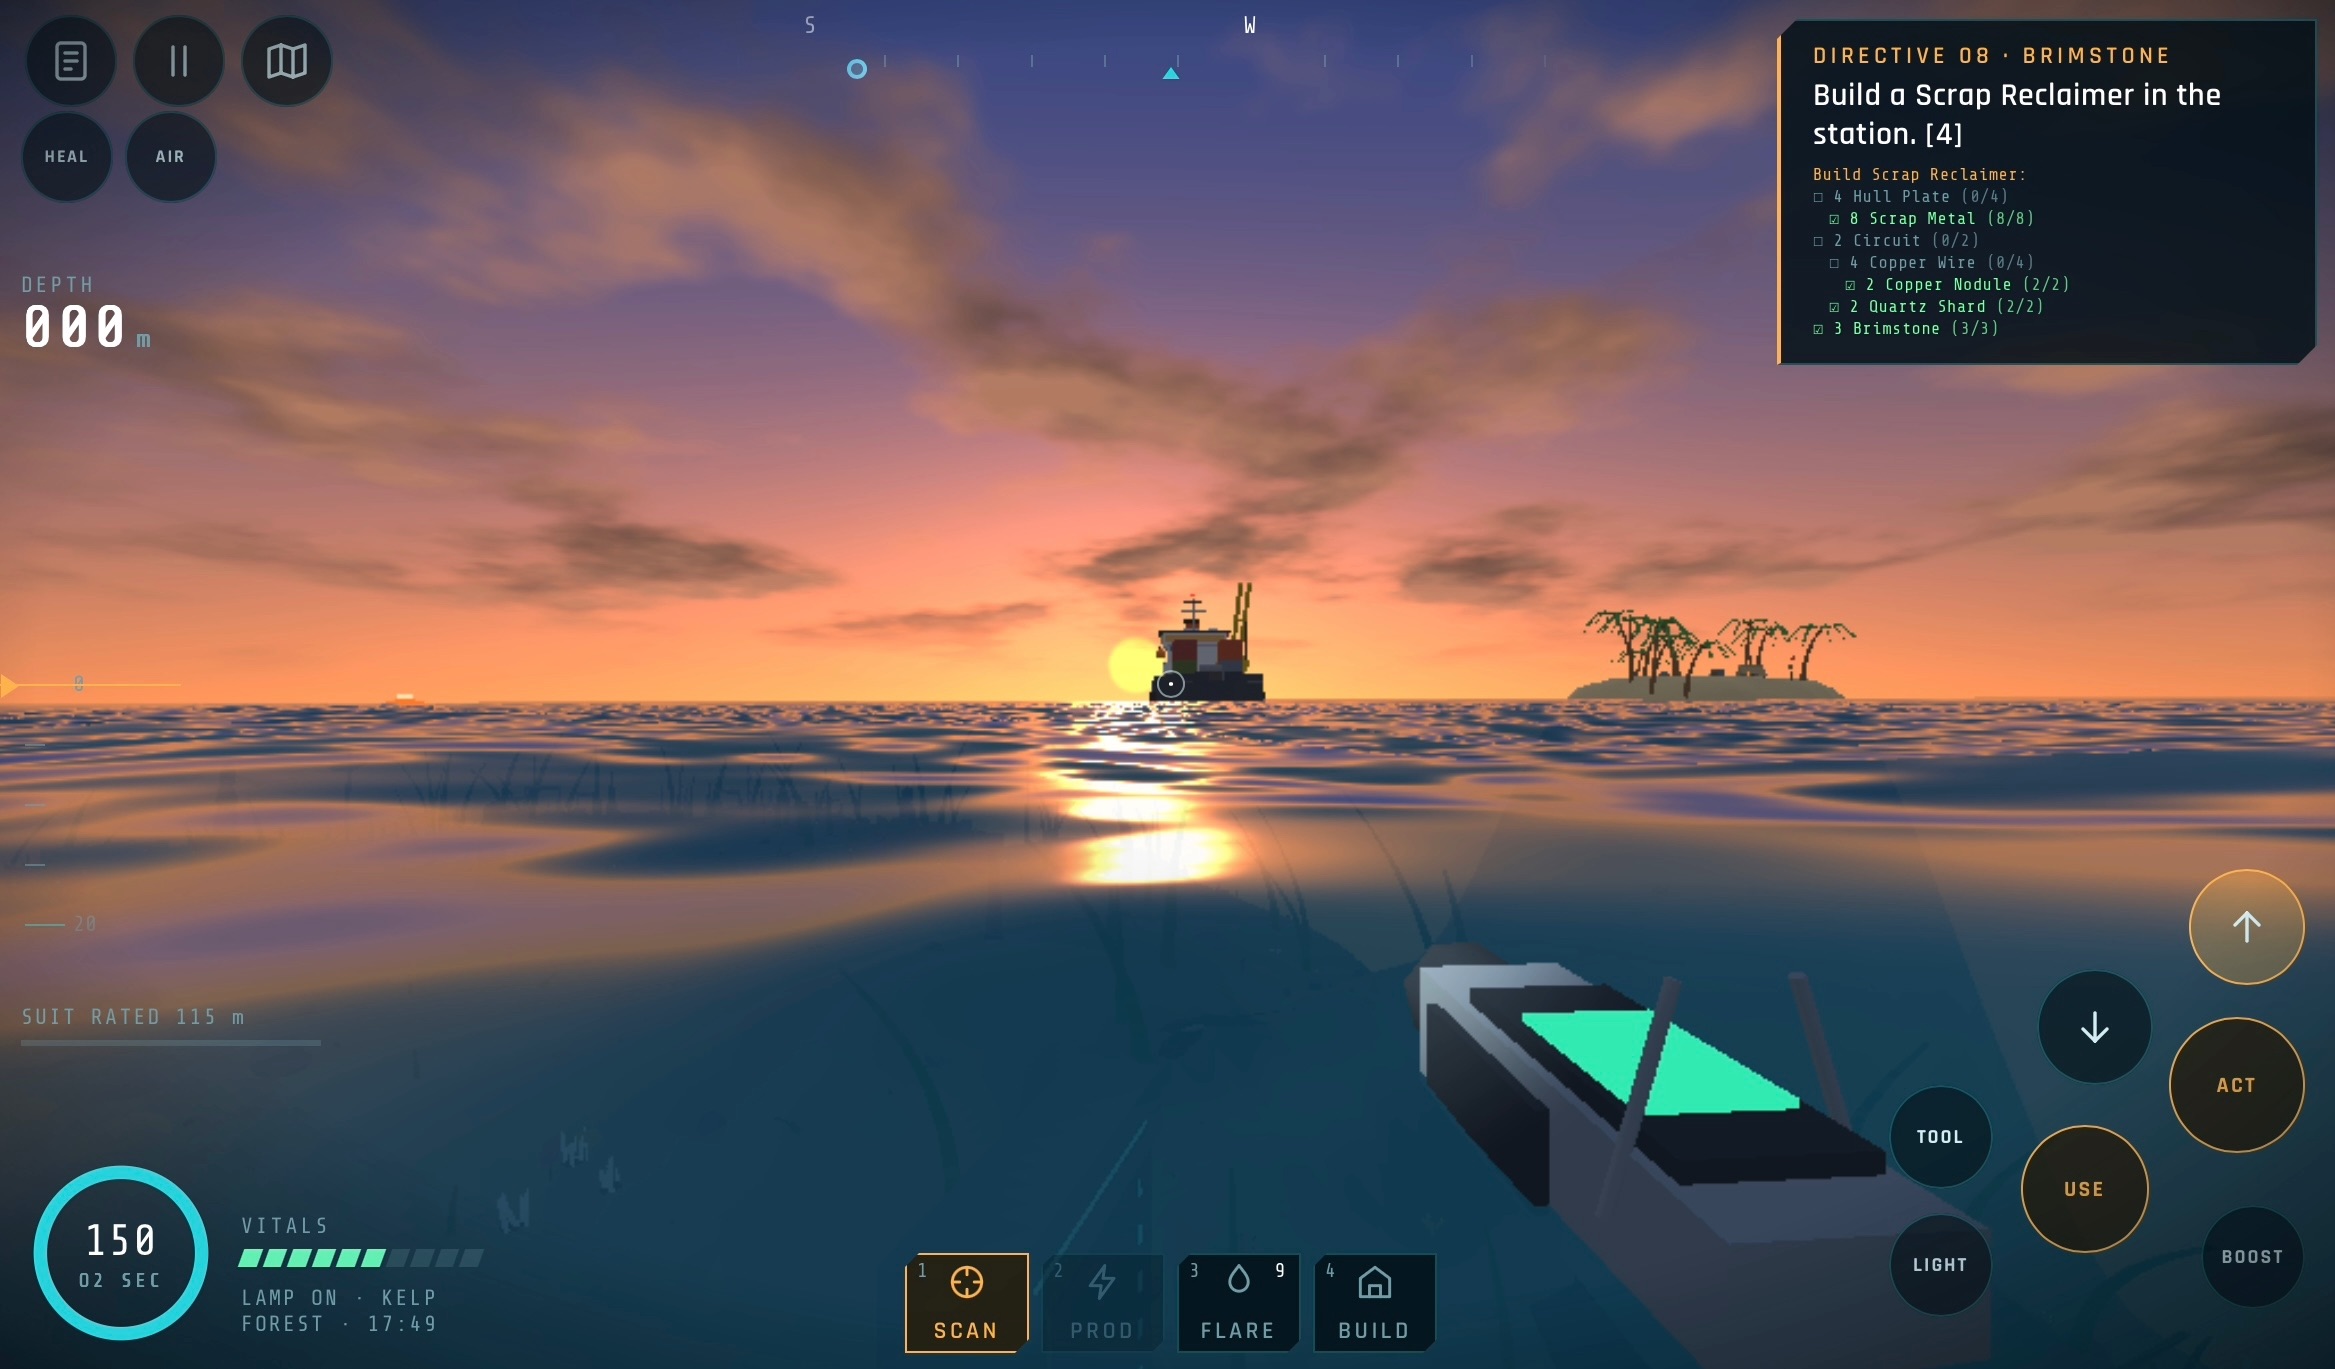 S
W
DIRECTIVE 08 · BRIMSTONE
Build a Scrap Reclaimer in the
station. [4]
Build Scrap Reclaimer:
☐ 4 Hull Plate (0/4)
☑ 8 Scrap Metal (8/8)
☐ 2 Circuit (0/2)
☐ 4 Copper Wire (0/4)
☑ 2 Copper Nodule (2/2)
☑ 2 Quartz Shard (2/2)
☑ 3 Brimstone (3/3)
HEAL
AIR
DEPTH
000 m
0
20
SUIT RATED 115 m
150
O2 SEC
VITALS
LAMP ON · KELP
FOREST · 17:49
1
SCAN
2
PROD
3
9
FLARE
4
BUILD
ACT
TOOL
USE
LIGHT
BOOST